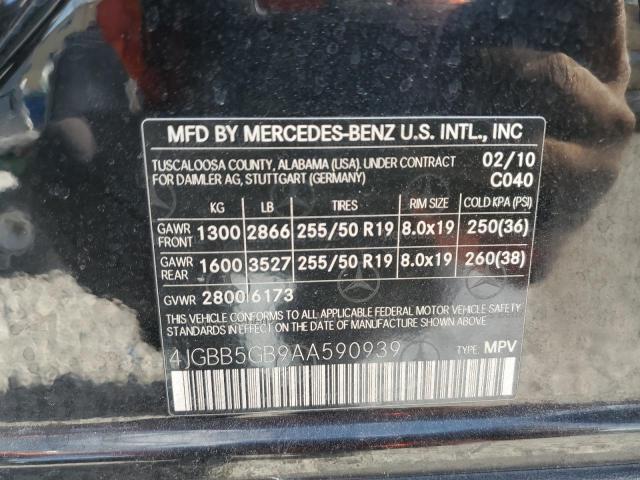 MFD BY MERCEDES-BENZ U.S. INTL., INC
TUSCALOOSA COUNTY, ALABAMA (USA). UNDER CONTRACT 02/10
FOR DAIMLER AG, STUTTGART (GERMANY) C040
KG LB TIRES RIM SIZE COLD KPA (PSI)
GAWR FRONT 1300 2866 255/50 R19 8.0x19 250(36)
GAWR REAR 1600 3527 255/50 R19 8.0x19 260(38)
GVWR 2800 6173
THIS VEHICLE CONFORMS TO ALL APPLICABLE FEDERAL MOTOR VEHICLE SAFETY
STANDARDS IN EFFECT ON THE DATE OF MANUFACTURE SHOWN ABOVE.
4JGBB5GB9AA590939 TYPE: MPV